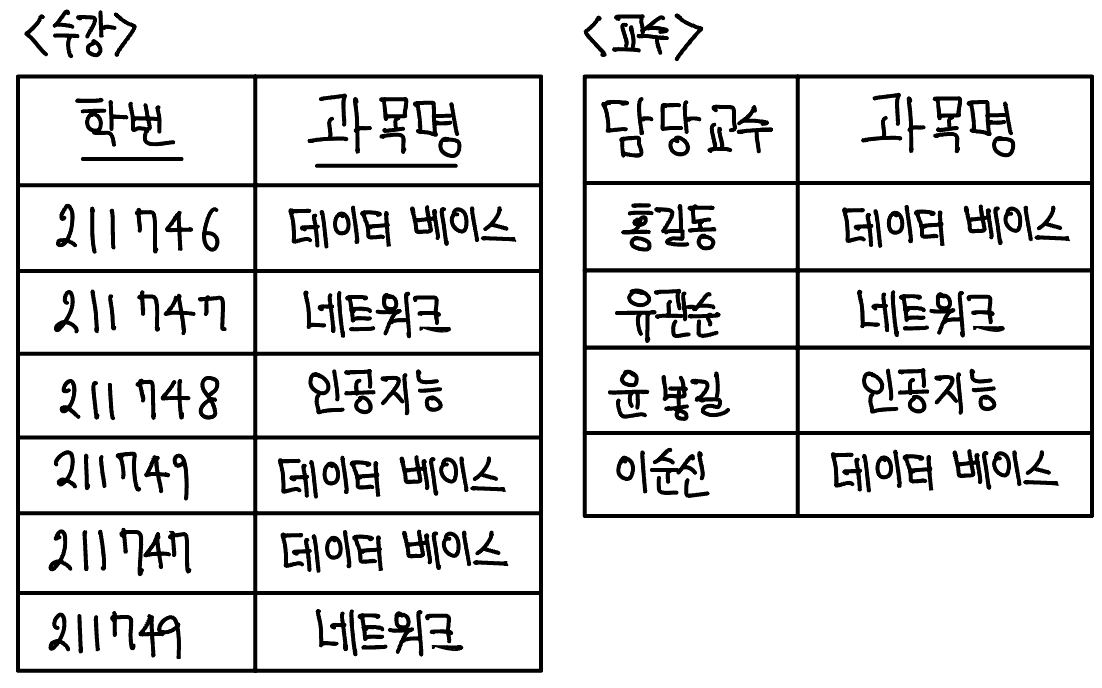 <수강>
학번 과목명
211746 데이터 베이스
211747 네트워크
211748 인공지능
211749 데이터 베이스
211747 데이터 베이스
211749 네트워크
<교수>
담당교수 과목명
홍길동 데이터 베이스
유관순 네트워크
윤봉길 인공지능
이순신 데이터 베이스